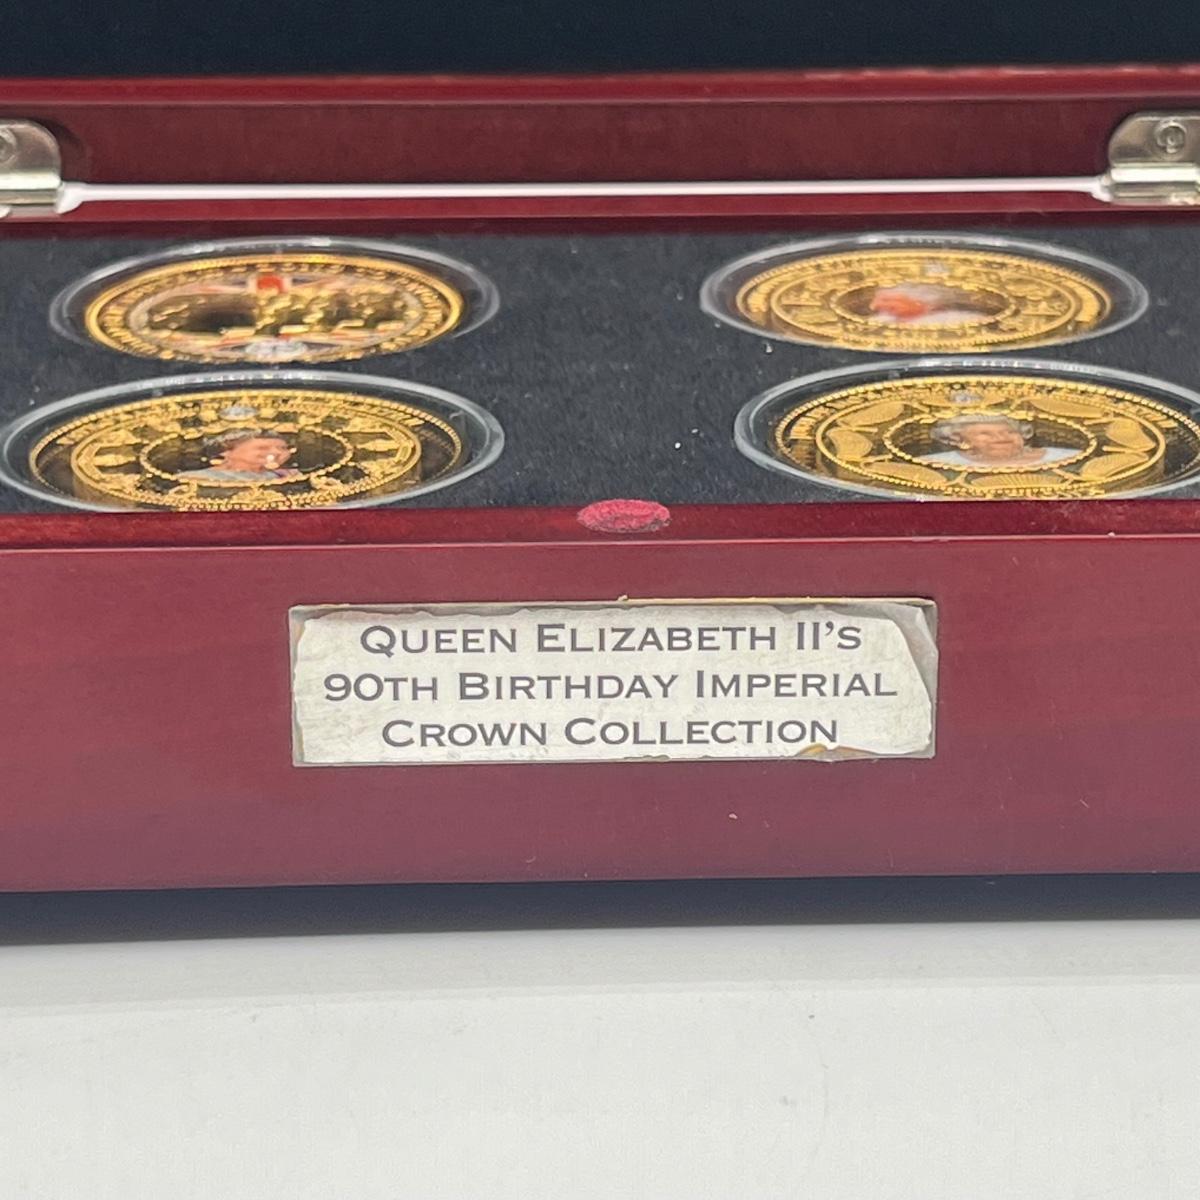 QUEEN ELIZABETH II'S
90TH BIRTHDAY IMPERIAL
CROWN COLLECTION